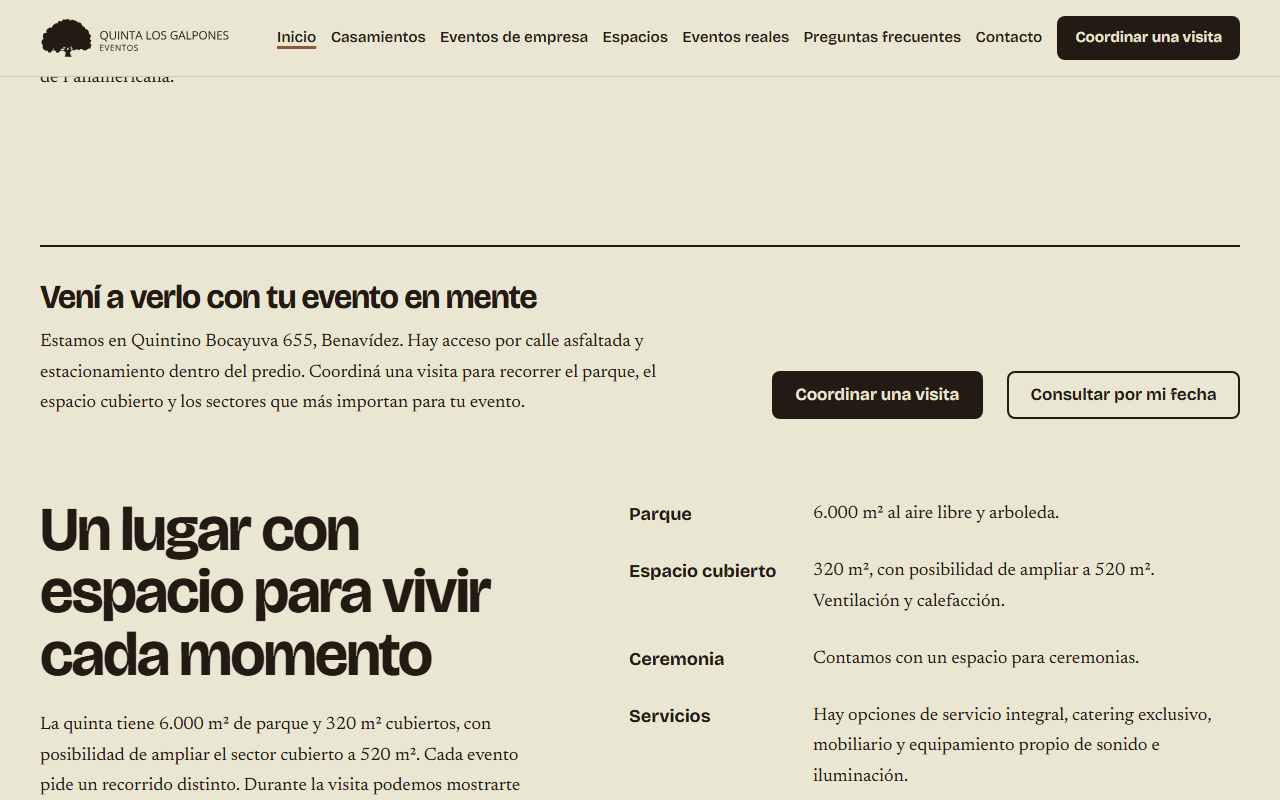 QUINTA LOS GALPONES
EVENTOS
Inicio
Casamientos
Eventos de empresa
Espacios
Eventos reales
Preguntas frecuentes
Contacto
Coordinar una visita
de Panamericana.
Vení a verlo con tu evento en mente
Estamos en Quintino Bocayuva 655, Benavídez. Hay acceso por calle asfaltada y
estacionamiento dentro del predio. Coordiná una visita para recorrer el parque, el
espacio cubierto y los sectores que más importan para tu evento.
Coordinar una visita
Consultar por mi fecha
Un lugar con
espacio para vivir
cada momento
La quinta tiene 6.000 m² de parque y 320 m² cubiertos, con
posibilidad de ampliar el sector cubierto a 520 m². Cada evento
pide un recorrido distinto. Durante la visita podemos mostrarte
Parque
6.000 m² al aire libre y arboleda.
Espacio cubierto
320 m², con posibilidad de ampliar a 520 m².
Ventilación y calefacción.
Ceremonia
Contamos con un espacio para ceremonias.
Servicios
Hay opciones de servicio integral, catering exclusivo,
mobiliario y equipamiento propio de sonido e
iluminación.